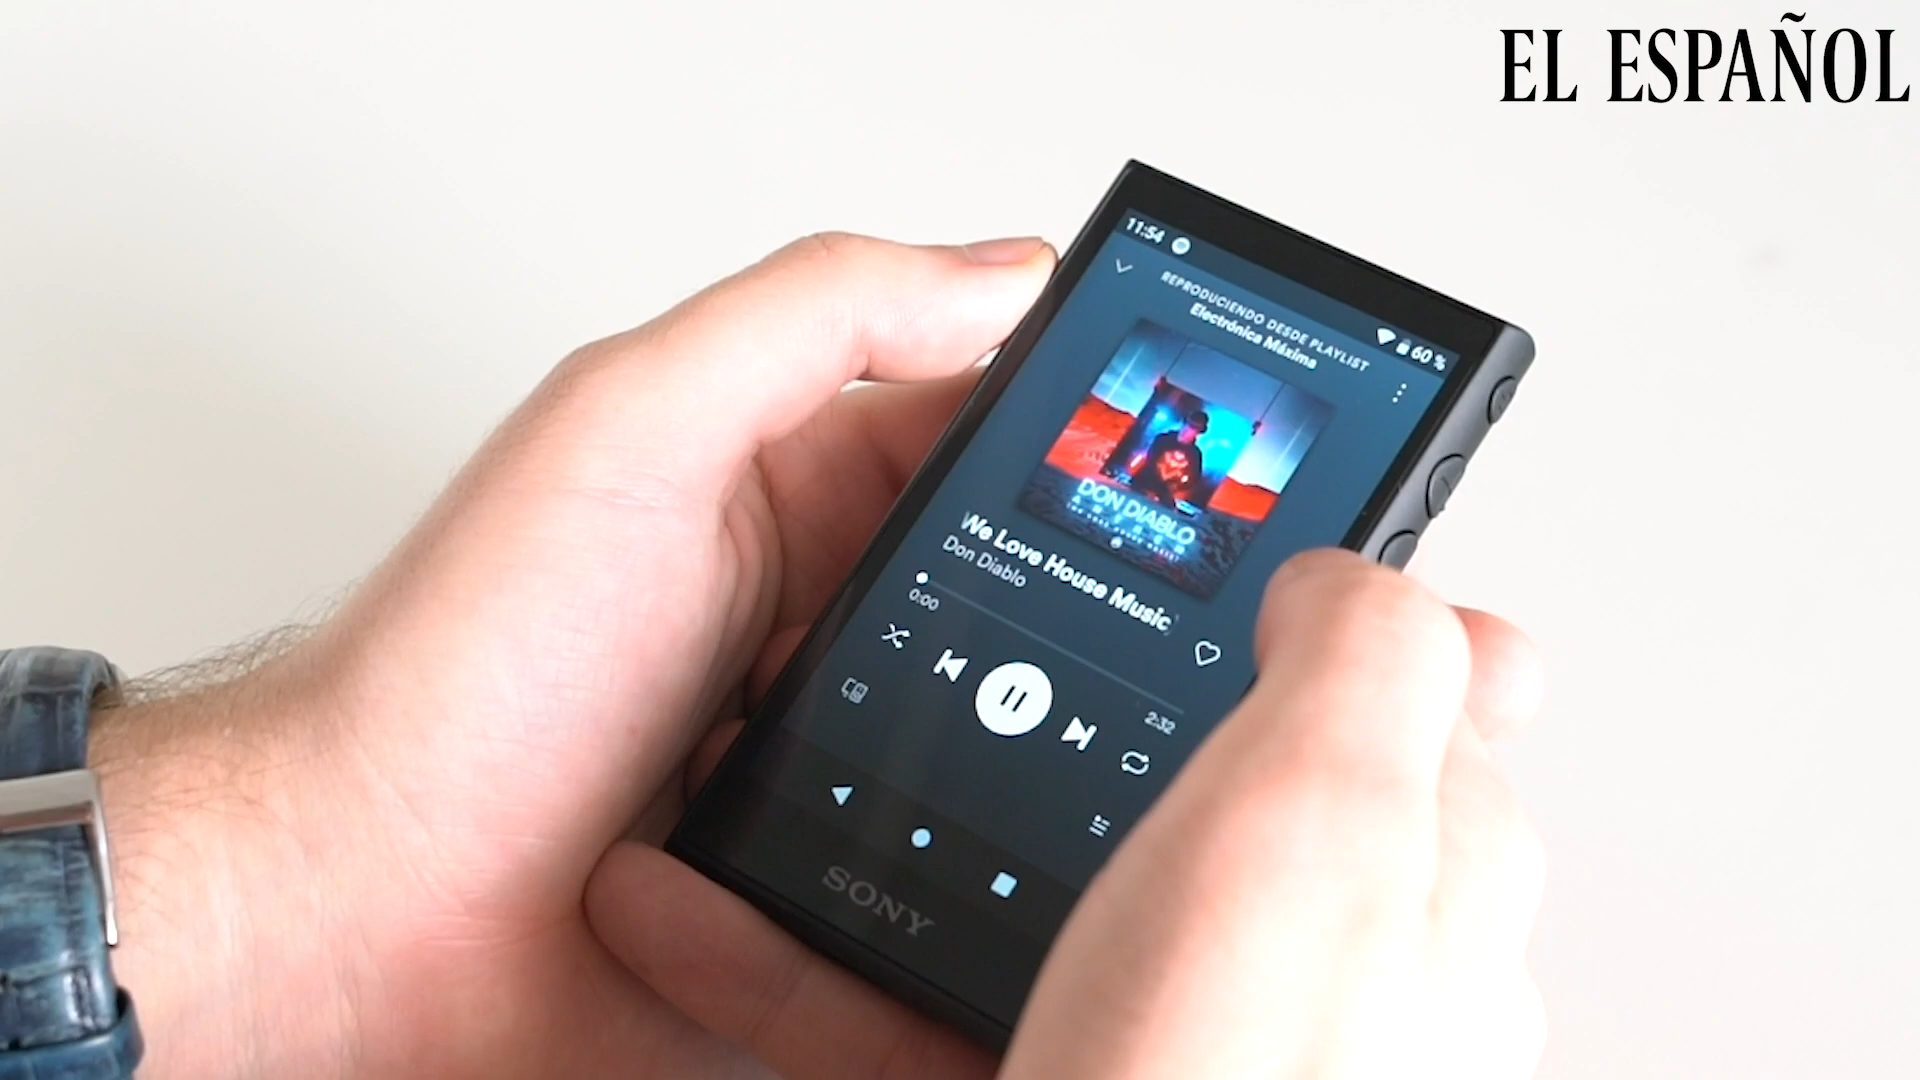 EL ESPAÑOL
11:54
60 %
REPRODUCIENDO DESDE PLAYLIST
Electrónica Máxima
DON DIABLO
We Love House Music
Don Diablo
0:00
2:32
SONY